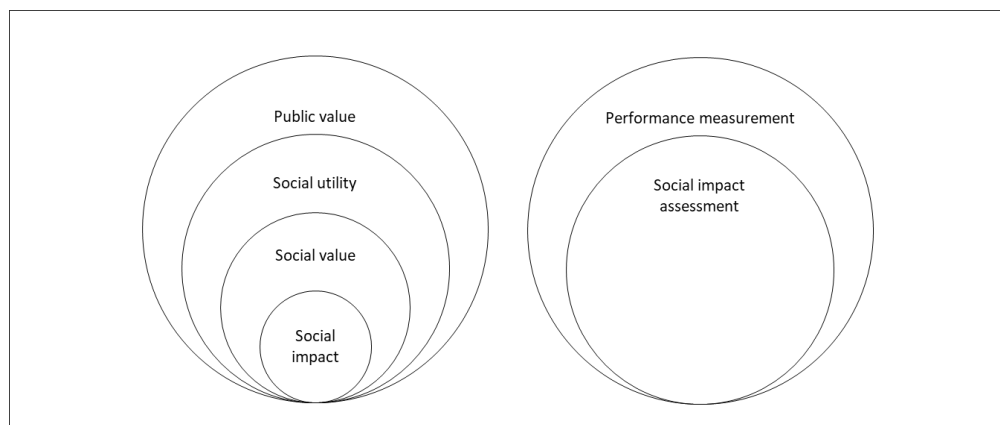 Public value
Social utility
Social value
Social
impact
Performance measurement
Social impact
assessment